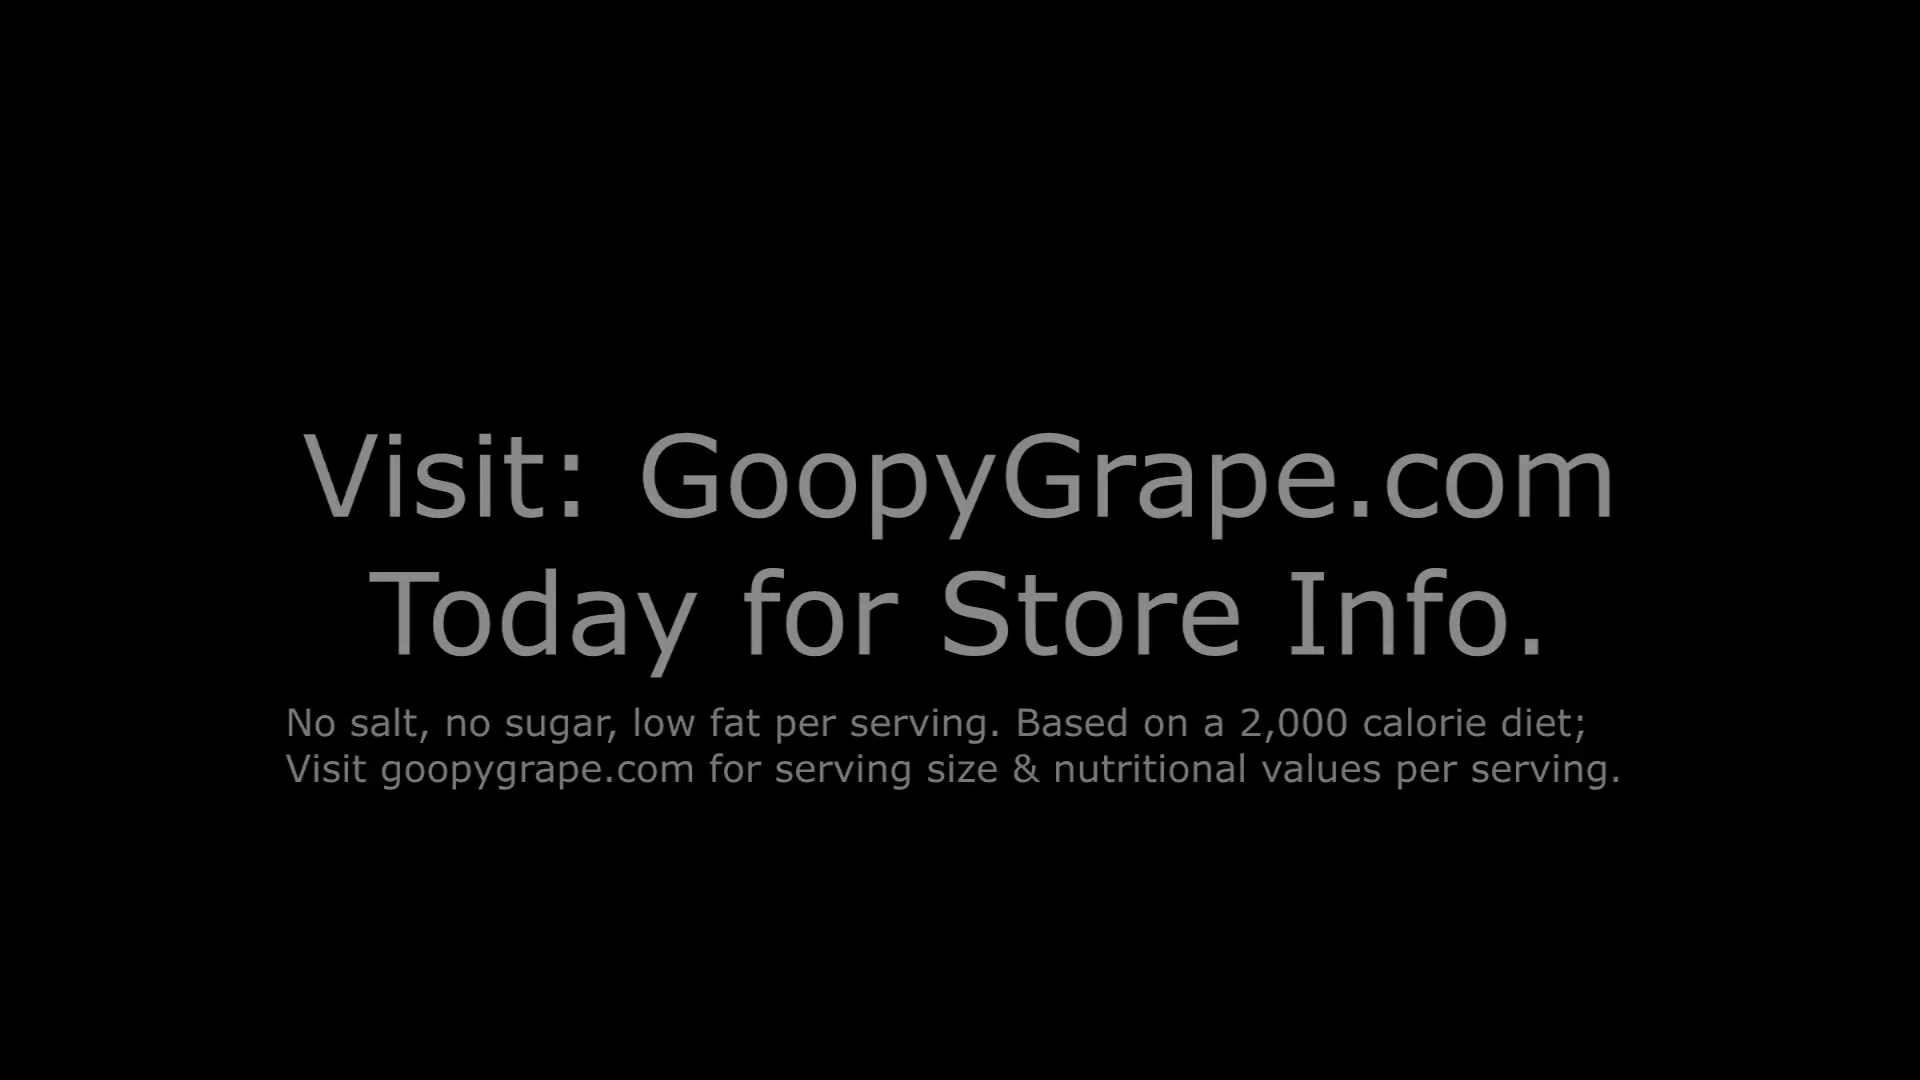 Visit: GoopyGrape.com
Today for Store Info.
No salt, no sugar, low fat per serving. Based on a 2,000 calorie diet;
Visit goopygrape.com for serving size & nutritional values per serving.